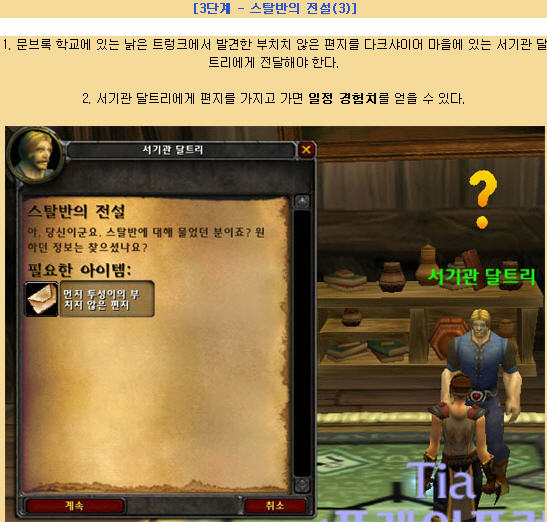 [3단계 - 스탈반의 전설(3)]
1. 문브룩 학교에 있는 낡은 트렁크에서 발견한 부치치 않은 편지를 다크샤이어 마을에 있는 서기관 달
트리에게 전달해야 한다.
2. 서기관 달트리에게 편지를 가지고 가면 일정 경험치를 얻을 수 있다.
서기관 달트리
스탈반의 전설
아, 당신이군요. 스탈반에 대해 물었던 분이죠? 원
하던 정보는 찾으셨나요?
필요한 아이템:
먼지 투성이의 부
치지 않은 편지
계속
취소
?
서기관 달트리
Tia